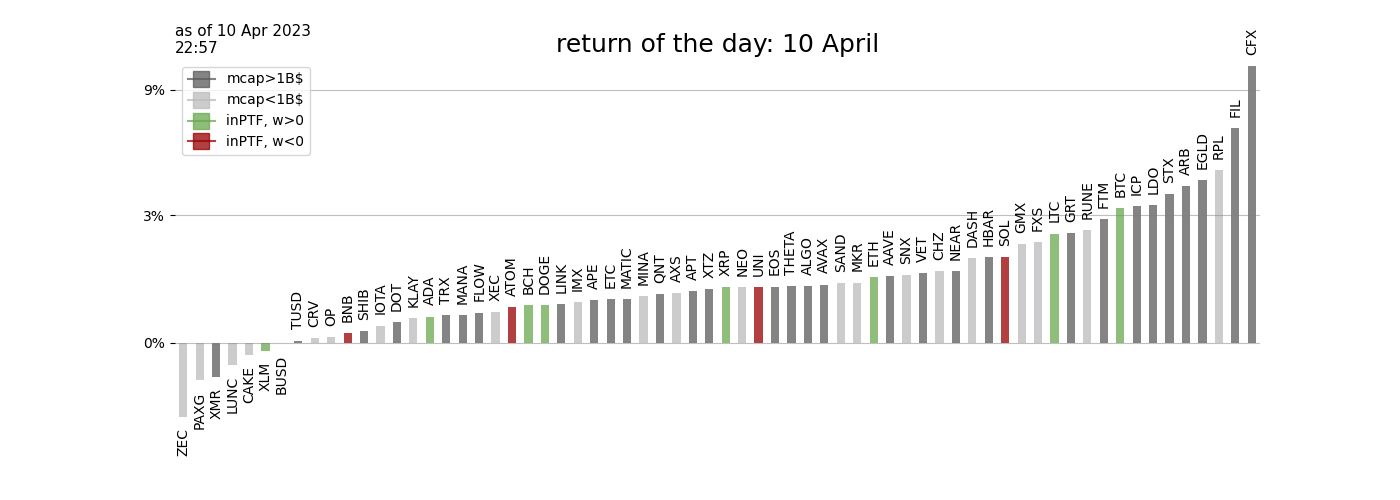 as of 10 Apr 2023
22:57
return of the day: 10 April
mcap>1B$
mcap<1B$
inPTF, w>0
inPTF, w<0
9%
3%
0%
ZEC
PAXG
XMR
LUNC
CAKE
XLM
BUSD
TUSD
CRV
OP
BNB
SHIB
IOTA
DOT
KLAY
ADA
TRX
MANA
FLOW
XEC
ATOM
BCH
DOGE
LINK
IMX
APE
ETC
MATIC
MINA
QNT
AXS
APT
XTZ
XRP
NEO
UNI
EOS
THETA
ALGO
AVAX
SAND
MKR
ETH
AAVE
SNX
VET
CHZ
NEAR
DASH
HBAR
SOL
GMX
FXS
LTC
GRT
RUNE
FTM
BTC
ICP
LDO
STX
ARB
EGLD
RPL
FIL
CFX